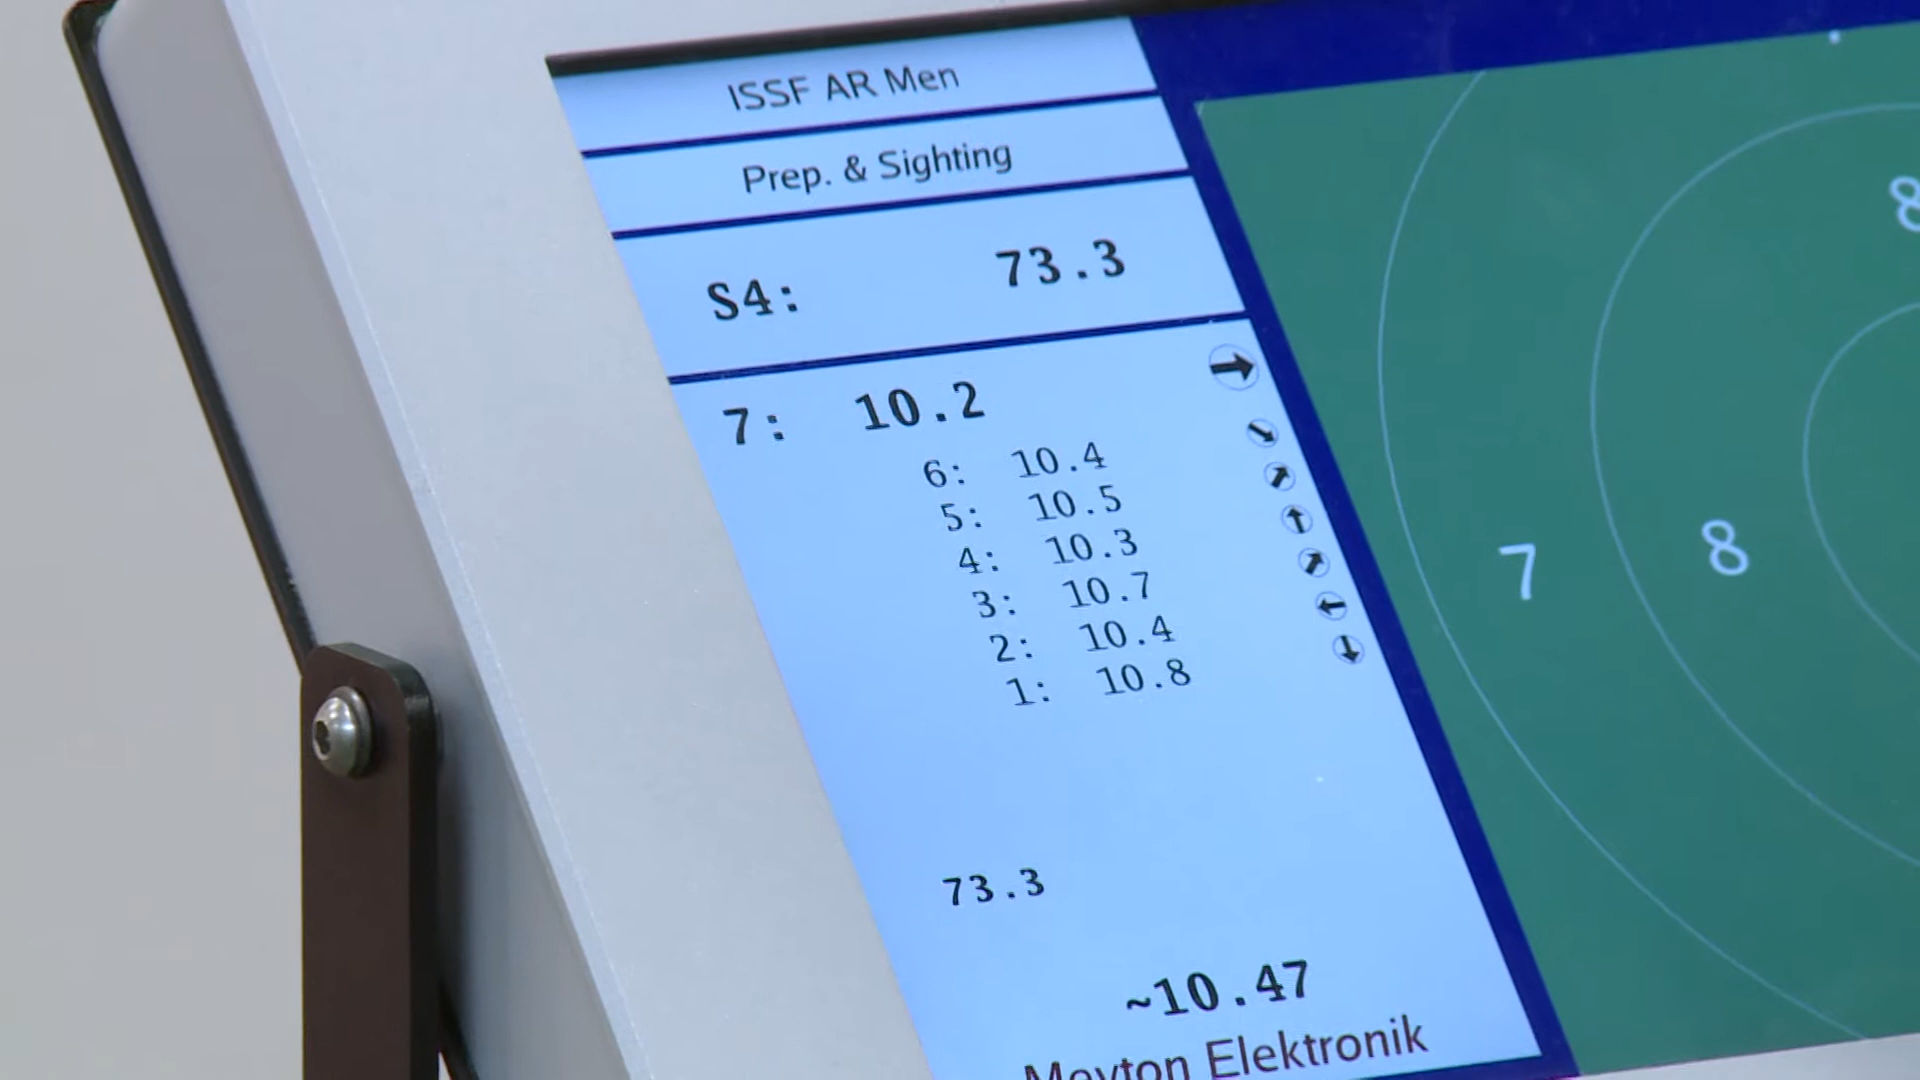 ISSF AR Men
Prep. & Sighting
S4: 73.3
7: 10.2
6: 10.4
5: 10.5
4: 10.3
3: 10.7
2: 10.4
1: 10.8
73.3
~10.47
Meyton Elektronik
8
7 8